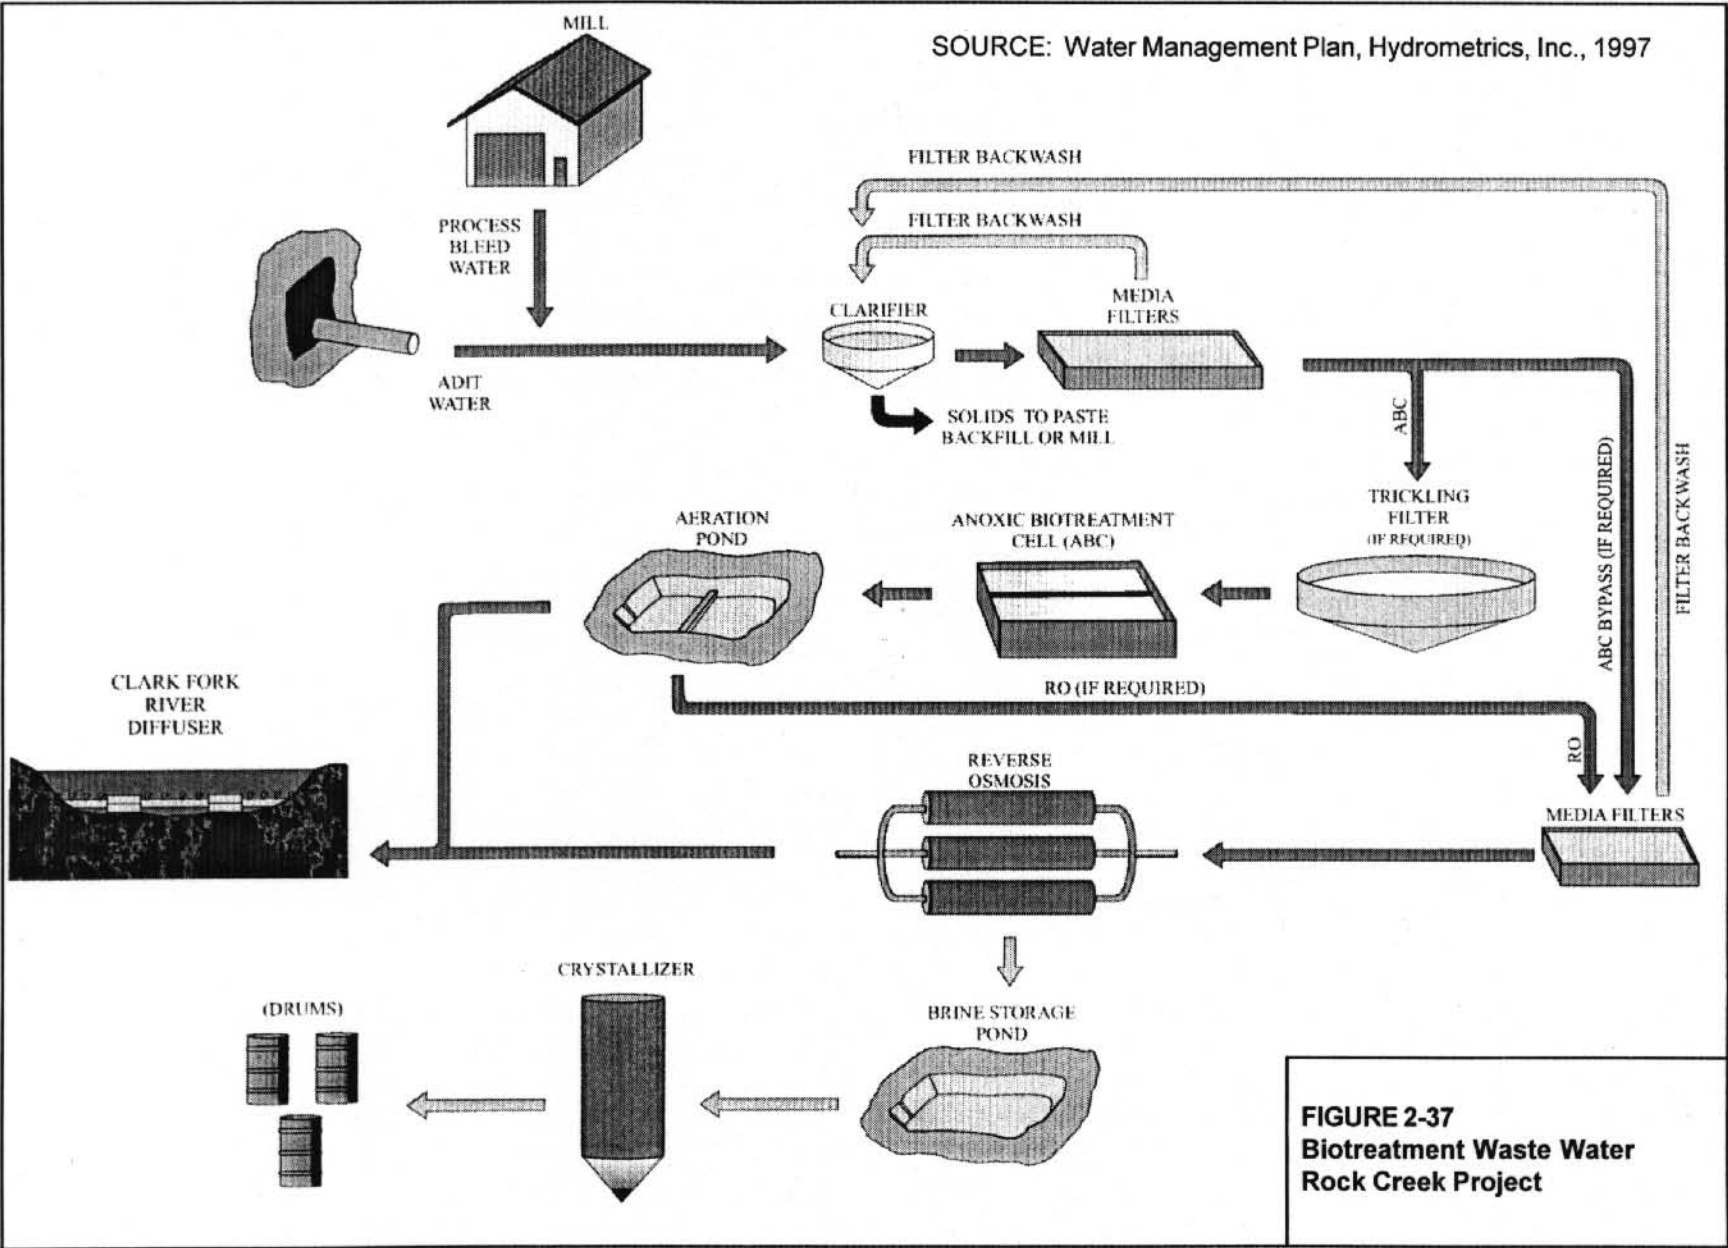 MILL
SOURCE: Water Management Plan, Hydrometrics, Inc., 1997
FILTER BACKWASH
FILTER BACKWASH
PROCESS
BLEED
WATER
CLARIFIER
MEDIA
FILTERS
ADIT
WATER
SOLIDS TO PASTE
BACKFILL OR MILL
ABC
ABC BYPASS (IF REQUIRED)
FILTER BACKWASH
TRICKLING
FILTER
(IF REQUIRED)
AERATION
POND
ANOXIC BIOTREATMENT
CELL (ABC)
RO (IF REQUIRED)
RO
CLARK FORK
RIVER
DIFFUSER
REVERSE
OSMOSIS
MEDIA FILTERS
CRYSTALLIZER
(DRUMS)
BRINE STORAGE
POND
FIGURE 2-37
Biotreatment Waste Water
Rock Creek Project